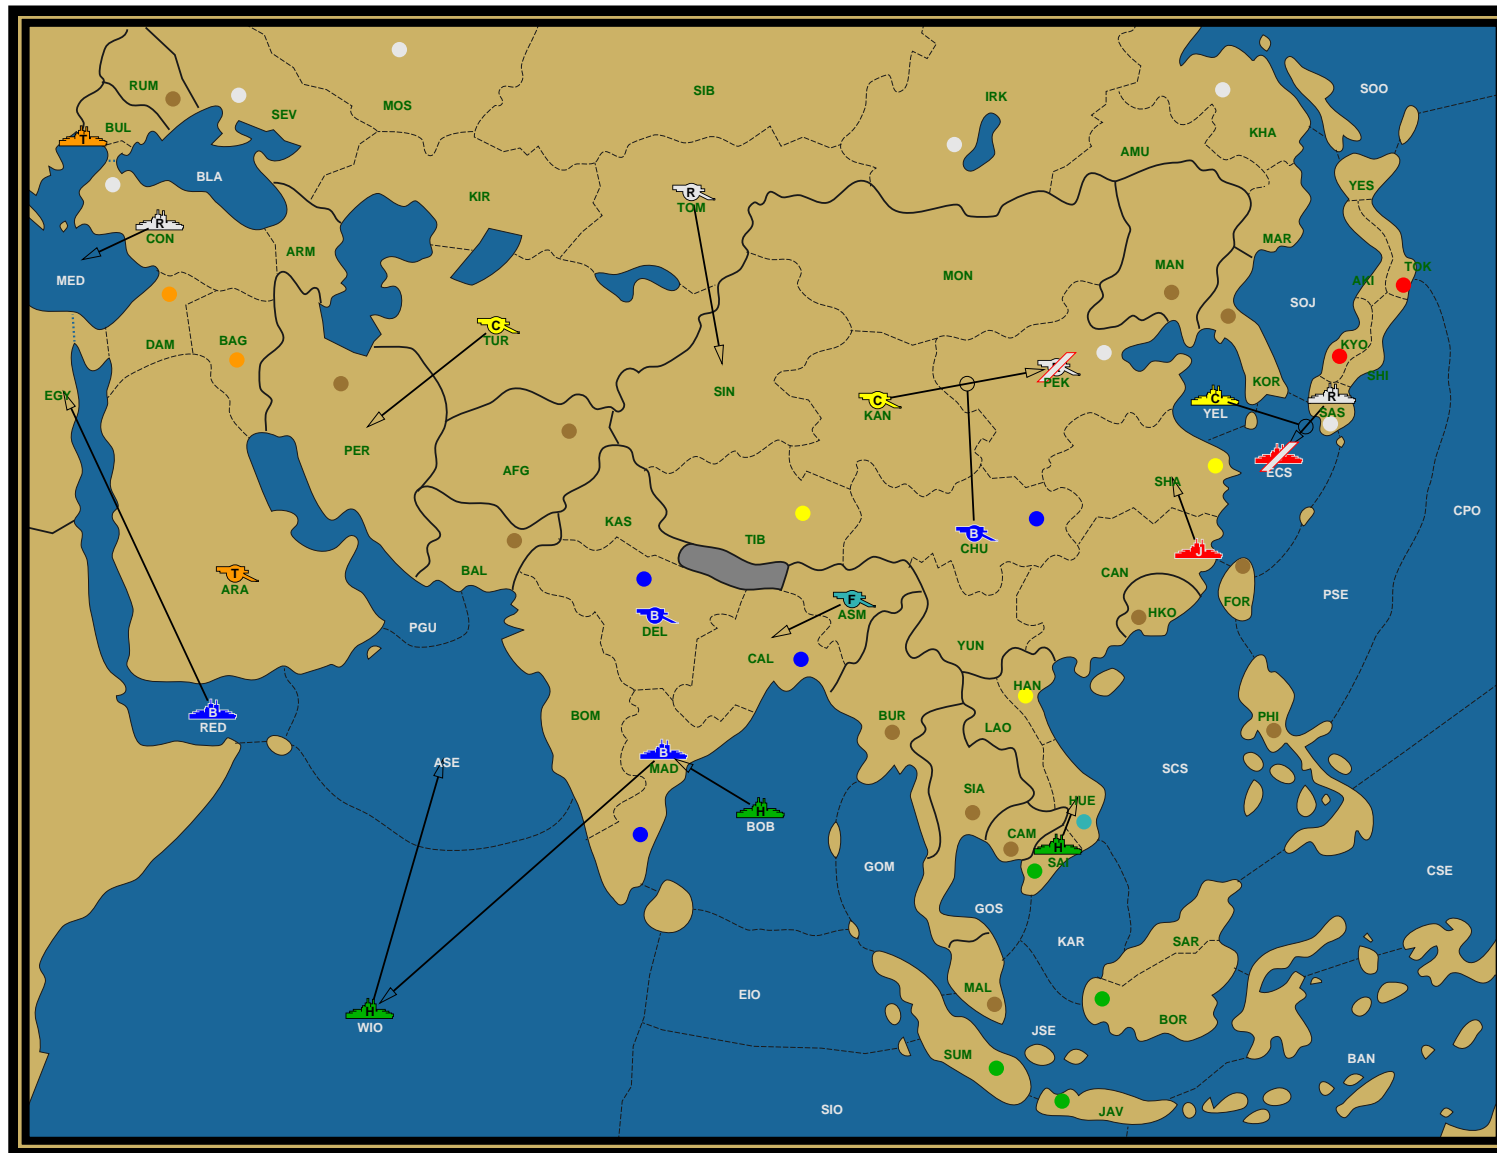 SOO
RUM
SIB
IRK
MOS
SEV
BUL
T
KHA
AMU
BLA
YES
KIR
R
TOM
R
CON
MAR
ARM
MAN
TOK
MON
MED
AKI
SOJ
C
TUR
BAG
DAM
KYO
SHI
PEK
KOR
SIN
EGY
C
KAN
C
YEL
R
SAS
PER
AFG
ECS
SHA
CPO
KAS
TIB
B
CHU
J
BAL
T
ARA
CAN
F
ASM
PSE
FOR
HKO
B
DEL
PGU
YUN
CAL
HAN
B
RED
BOM
BUR
LAO
PHI
ASE
B
MAD
SCS
SIA
HUE
H
BOB
CAM
H
SAI
GOM
CSE
GOS
KAR
SAR
MAL
EIO
H
WIO
BOR
JSE
SUM
BAN
SIO
JAV